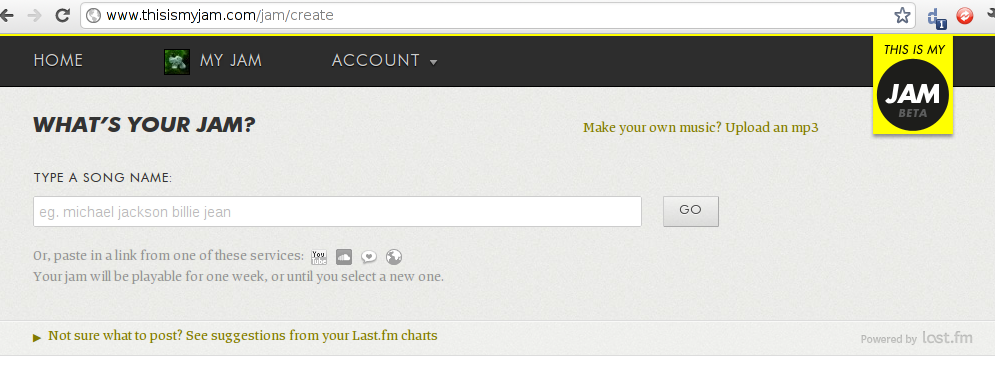 www.thisismyjam.com/jam/create
1
HOME
MY JAM
ACCOUNT
THIS IS MY
JAM
BETA
WHAT'S YOUR JAM?
Make your own music? Upload an mp3
TYPE A SONG NAME:
eg. michael jackson billie jean
GO
Or, paste in a link from one of these services: You Tube
Your jam will be playable for one week, or until you select a new one.
Not sure what to post? See suggestions from your Last.fm charts
Powered by last.fm